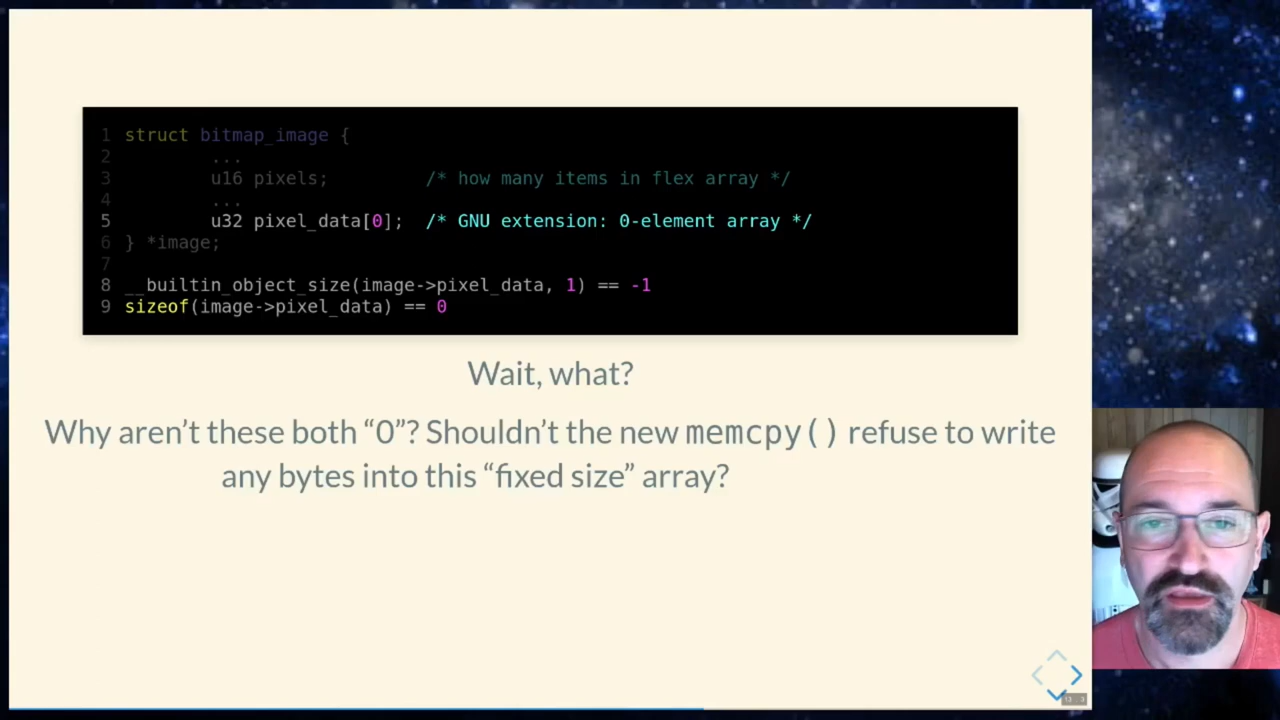 1 struct bitmap_image {
2 ...
3 u16 pixels; /* how many items in flex array */
4 ...
5 u32 pixel_data[0]; /* GNU extension: 0-element array */
6 } *image;
7
8 __builtin_object_size(image->pixel_data, 1) == -1
9 sizeof(image->pixel_data) == 0
Wait, what?
Why aren't these both “0”? Shouldn't the new memcpy() refuse to write
any bytes into this “fixed size” array?